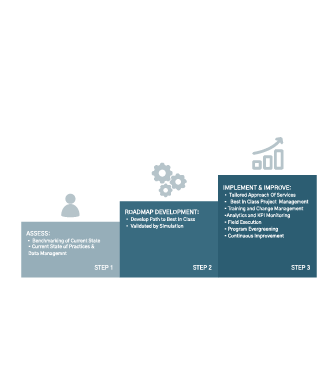 ASSESS:
• Benchmarking of Current State
• Current State of Practices &
Data Managemnt
STEP 1
ROADMAP DEVELOPMENT:
• Develop Path to Best In Class
• Validated by Simulation
STEP 2
IMPLEMENT & IMPROVE:
• Tailored Approach Of Services
• Best In Class Project Management
• Training and Change Management
•Analytics and KPI Monitoring
• Field Execution
• Program Evergreening
• Continuous Improvement
STEP 3